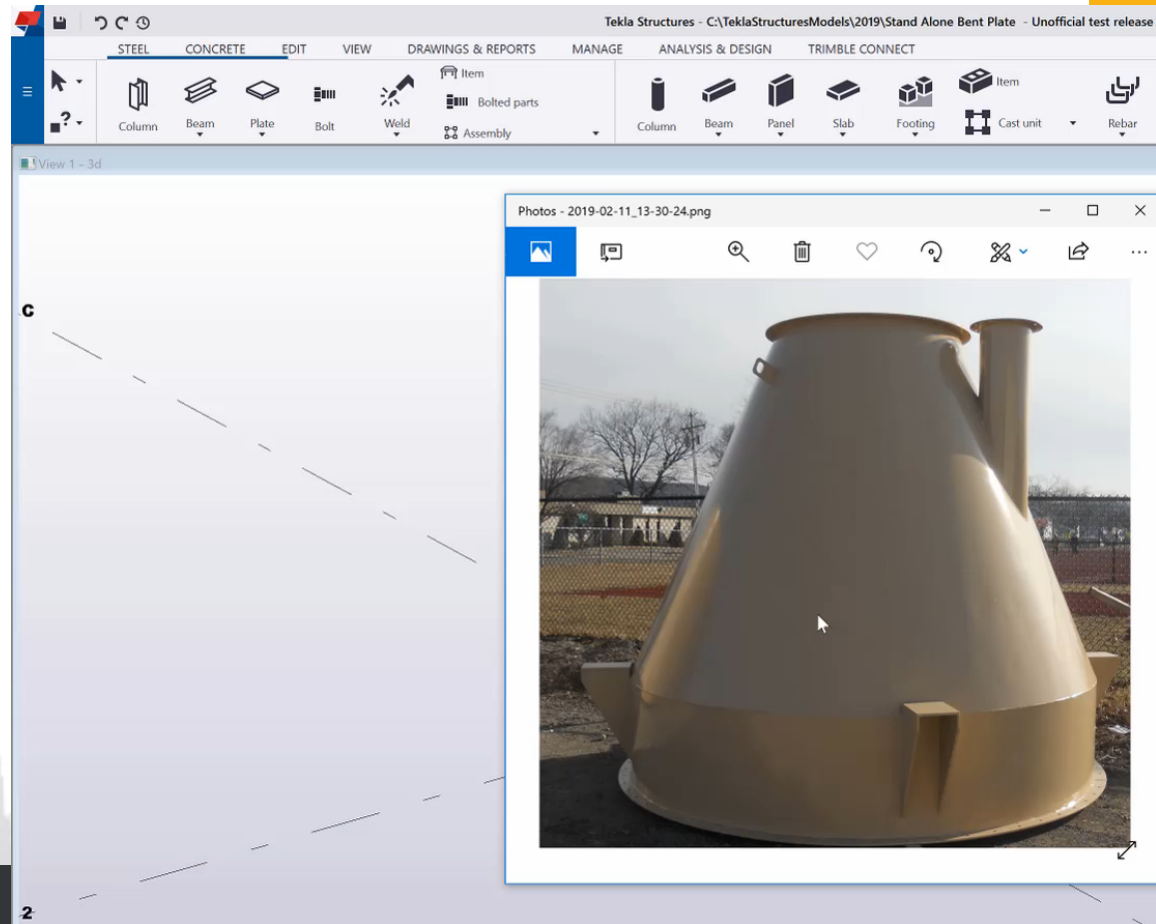 Tekla Structures - C:\TeklaStructuresModels\2019\Stand Alone Bent Plate - Unofficial test release
STEEL CONCRETE EDIT VIEW DRAWINGS & REPORTS MANAGE ANALYSIS & DESIGN TRIMBLE CONNECT
Column
Beam
Plate
Bolt
Weld
Item
Bolted parts
Assembly
Column
Beam
Panel
Slab
Footing
Item
Cast unit
Rebar
View 1 - 3d
Photos - 2019-02-11_13-30-24.png
C
2